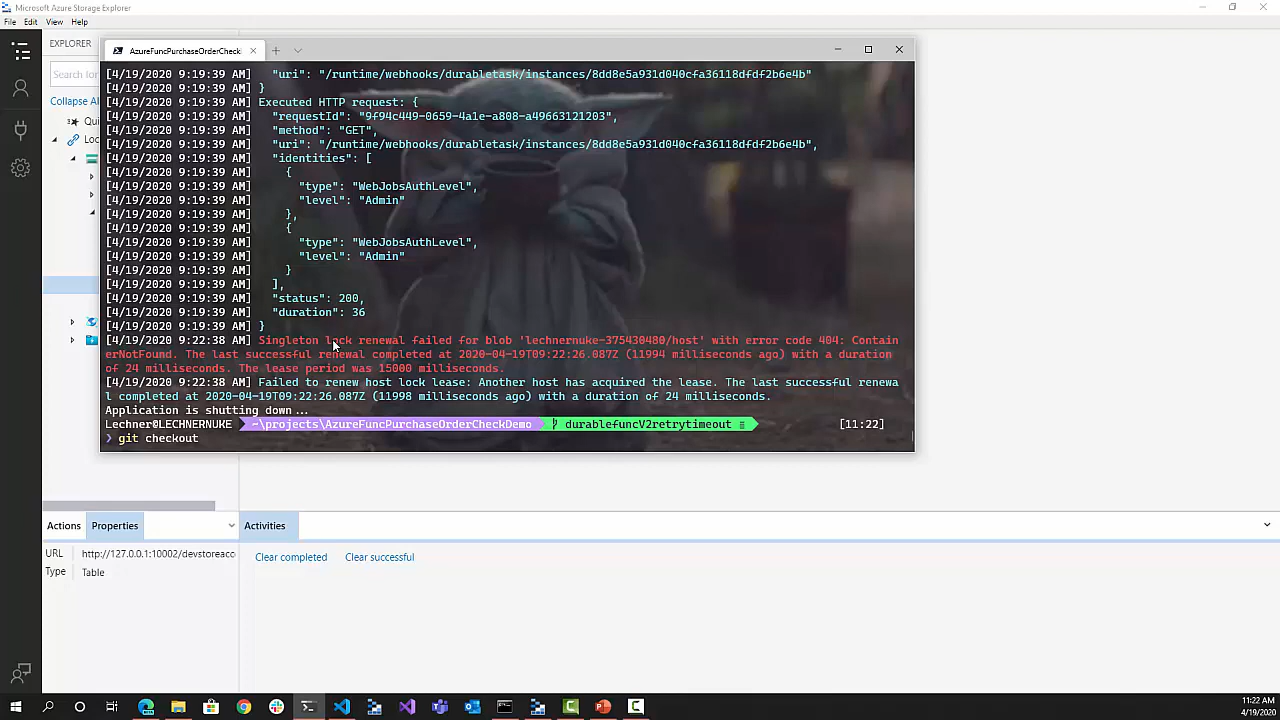 Microsoft Azure Storage Explorer
File Edit View Help
EXPLORER
Search for
Collapse Al
Qui
Loc
AzureFuncPurchaseOrderCheck
[4/19/2020 9:19:39 AM] "uri": "/runtime/webhooks/durabletask/instances/8dd8e5a931d040cfa36118dfdf2b6e4b"
[4/19/2020 9:19:39 AM] }
[4/19/2020 9:19:39 AM] Executed HTTP request: {
[4/19/2020 9:19:39 AM] "requestId": "9f94c449-0659-4a1e-a808-a49663121203",
[4/19/2020 9:19:39 AM] "method": "GET",
[4/19/2020 9:19:39 AM] "uri": "/runtime/webhooks/durabletask/instances/8dd8e5a931d040cfa36118dfdf2b6e4b",
[4/19/2020 9:19:39 AM] "identities": [
[4/19/2020 9:19:39 AM] {
[4/19/2020 9:19:39 AM] "type": "WebJobsAuthLevel",
[4/19/2020 9:19:39 AM] "level": "Admin"
[4/19/2020 9:19:39 AM] },
[4/19/2020 9:19:39 AM] {
[4/19/2020 9:19:39 AM] "type": "WebJobsAuthLevel",
[4/19/2020 9:19:39 AM] "level": "Admin"
[4/19/2020 9:19:39 AM] }
[4/19/2020 9:19:39 AM] ],
[4/19/2020 9:19:39 AM] "status": 200,
[4/19/2020 9:19:39 AM] "duration": 36
[4/19/2020 9:19:39 AM] }
[4/19/2020 9:22:38 AM] Singleton lock renewal failed for blob 'lechnernuke-375430480/host' with error code 404: Contain
erNotFound. The last successful renewal completed at 2020-04-19T09:22:26.087Z (11994 milliseconds ago) with a duration
of 24 milliseconds. The lease period was 15000 milliseconds.
[4/19/2020 9:22:38 AM] Failed to renew host lock lease: Another host has acquired the lease. The last successful renewa
l completed at 2020-04-19T09:22:26.087Z (11998 milliseconds ago) with a duration of 24 milliseconds.
Application is shutting down...
Lechner@LECHNERNUKE ~\projects\AzureFuncPurchaseOrderCheckDemo durablefuncV2retrytimeout ≡ [11:22]
❯ git checkout
Actions Properties
URL http://127.0.0.1:10002/devstoreacc
Type Table
Activities
Clear completed Clear successful
11:22 AM
4/19/2020